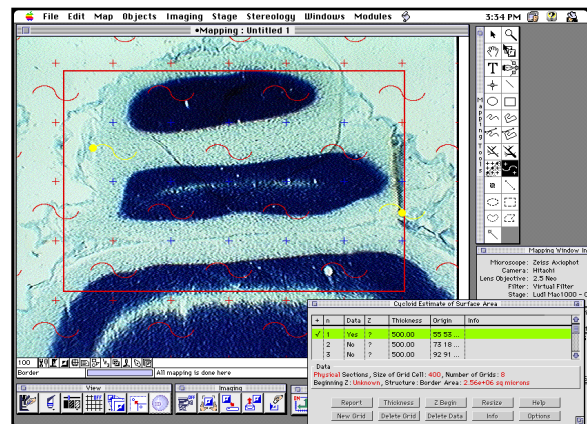 File Edit Map Objects Imaging Stage Stereology Windows Modules 3:34 PM
•Mapping : Untitled 1
Mapping Tools
Mapping Window In
Microscope: Zeiss Axiophot
Camera: Hitachi
Lens Objective: 2.5 Neo
Filter: Virtual Filter
Stage: Ludl Mac1000 - C
Cycloid Estimate of Surface Area
+ n Data Z Thickness Origin Info
✓ 1 Yes ? 500.00 55 53 ...
2 No ? 500.00 73 18 ...
3 No ? 500.00 92 91 ...
Data
Physical Sections, Size of Grid Cell: 400, Number of Grids: 8
Beginning Z: Unknown, Structure: Border Area: 2.56e+06 sq microns
Report Thickness Z Begin Resize Help
New Grid Delete Grid Delete Data Info Options
100
Border All mapping is done here
View Imaging